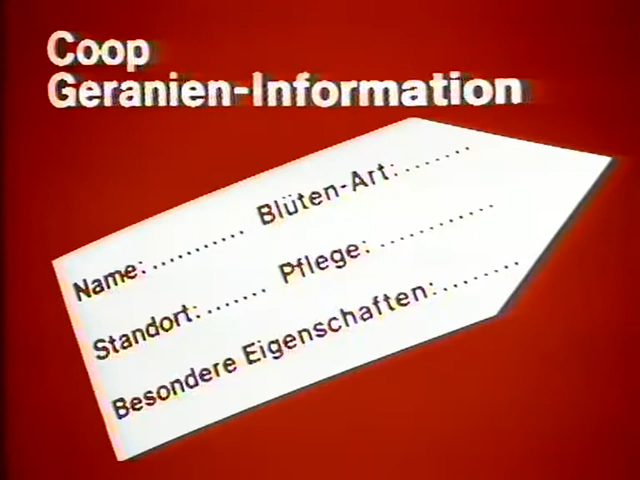 Coop
Geranien-Information
Name:........... Blüten-Art:........
Standort:....... Pflege:............
Besondere Eigenschaften:........